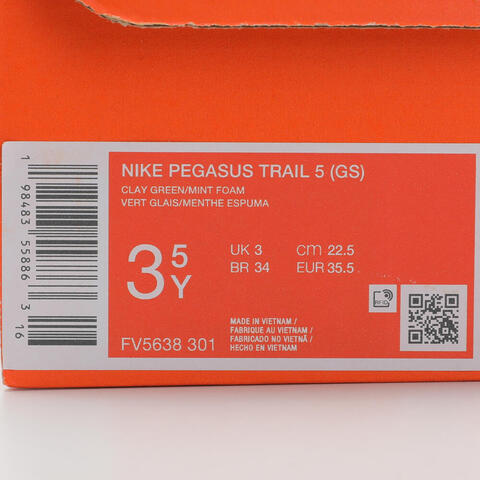 NIKE PEGASUS TRAIL 5 (GS)
CLAY GREEN/MINT FOAM
VERT GLAIS/MENTHE ESPUMA
3 5 Y
UK 3 cm 22.5
BR 34 EUR 35.5
RFID
MADE IN VIETNAM /
FABRIQUE AU VIETNAM /
FABRICADO NO VIETNÃ /
HECHO EN VIETNAM
FV5638 301
1 98483 55886 3 16